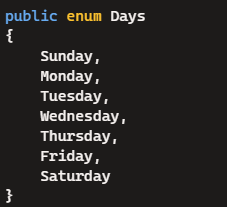 public enum Days
{
    Sunday,
    Monday,
    Tuesday,
    Wednesday,
    Thursday,
    Friday,
    Saturday
}